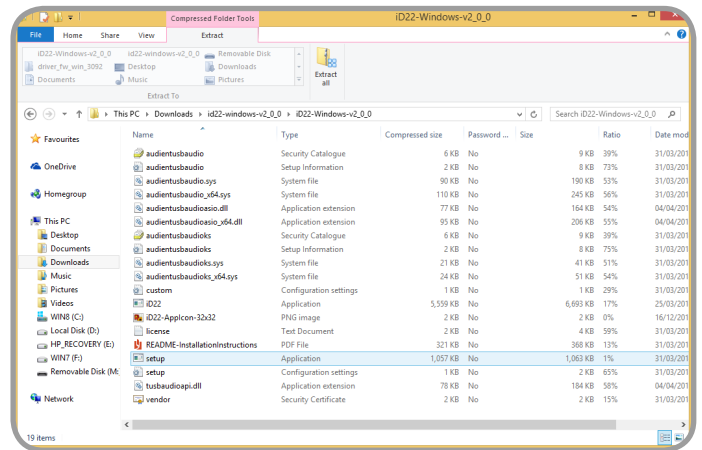 Compressed Folder Tools
iD22-Windows-v2_0_0
File Home Share View Extract
iD22-Windows-v2_0_0 id22-windows-v2_0_0 Removable Disk
driver_fw_win_3092 Desktop Downloads
Documents Music Pictures
Extract all
Extract To
This PC Downloads id22-windows-v2_0_0 iD22-Windows-v2_0_0 Search iD22-Windows-v2_0_0
Name Type Compressed size Password ... Size Ratio Date mod
audientusbaudio Security Catalogue 6 KB No 9 KB 39% 31/03/201
audientusbaudio Setup Information 2 KB No 8 KB 73% 31/03/201
audientusbaudio.sys System file 90 KB No 190 KB 53% 31/03/201
audientusbaudio_x64.sys System file 110 KB No 245 KB 56% 31/03/201
audientusbaudioasio.dll Application extension 77 KB No 164 KB 54% 04/04/201
audientusbaudioasio_x64.dll Application extension 95 KB No 206 KB 55% 04/04/201
audientusbaudioks Security Catalogue 6 KB No 9 KB 39% 31/03/201
audientusbaudioks Setup Information 2 KB No 8 KB 75% 31/03/201
audientusbaudioks.sys System file 21 KB No 41 KB 51% 31/03/201
audientusbaudioks_x64.sys System file 24 KB No 51 KB 54% 31/03/201
custom Configuration settings 1 KB No 1 KB 29% 31/03/201
iD22 Application 5,559 KB No 6,693 KB 17% 25/03/201
iD22-AppIcon-32x32 PNG image 2 KB No 2 KB 0% 16/12/201
license Text Document 2 KB No 4 KB 59% 31/03/201
README-InstallationInstructions PDF File 321 KB No 368 KB 13% 31/03/201
setup Application 1,057 KB No 1,063 KB 1% 31/03/201
setup Configuration settings 1 KB No 2 KB 65% 31/03/201
tusbaudioapi.dll Application extension 78 KB No 184 KB 58% 04/04/201
vendor Security Certificate 2 KB No 2 KB 15% 31/03/201
Favourites
OneDrive
Homegroup
This PC
Desktop
Documents
Downloads
Music
Pictures
Videos
WIN8 (C:)
Local Disk (D:)
HP_RECOVERY (E:)
WIN7 (F:)
Removable Disk (M:
Network
19 items